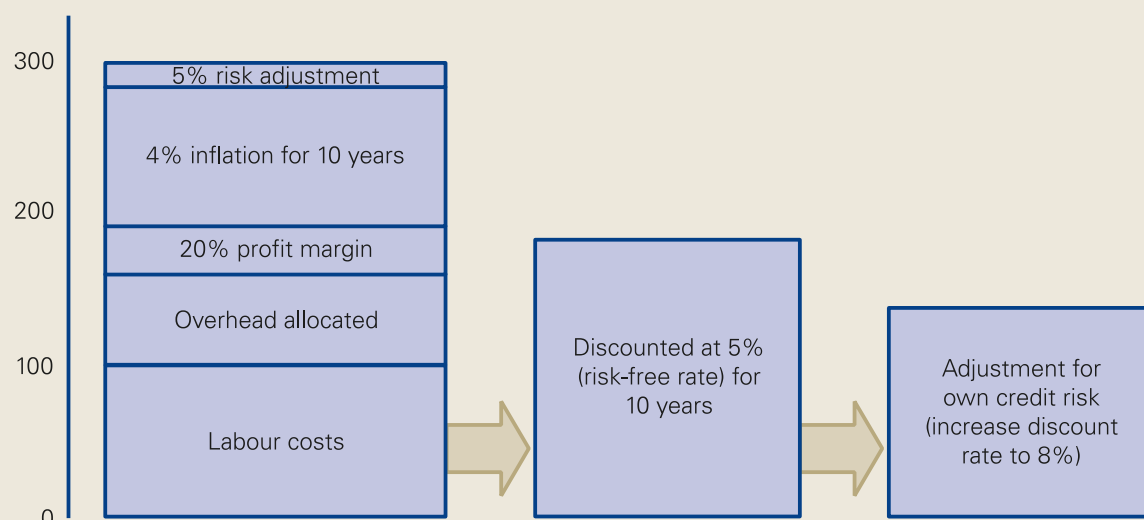 300
200
100
0
5% risk adjustment
4% inflation for 10 years
20% profit margin
Overhead allocated
Labour costs
Discounted at 5%
(risk-free rate) for
10 years
Adjustment for
own credit risk
(increase discount
rate to 8%)